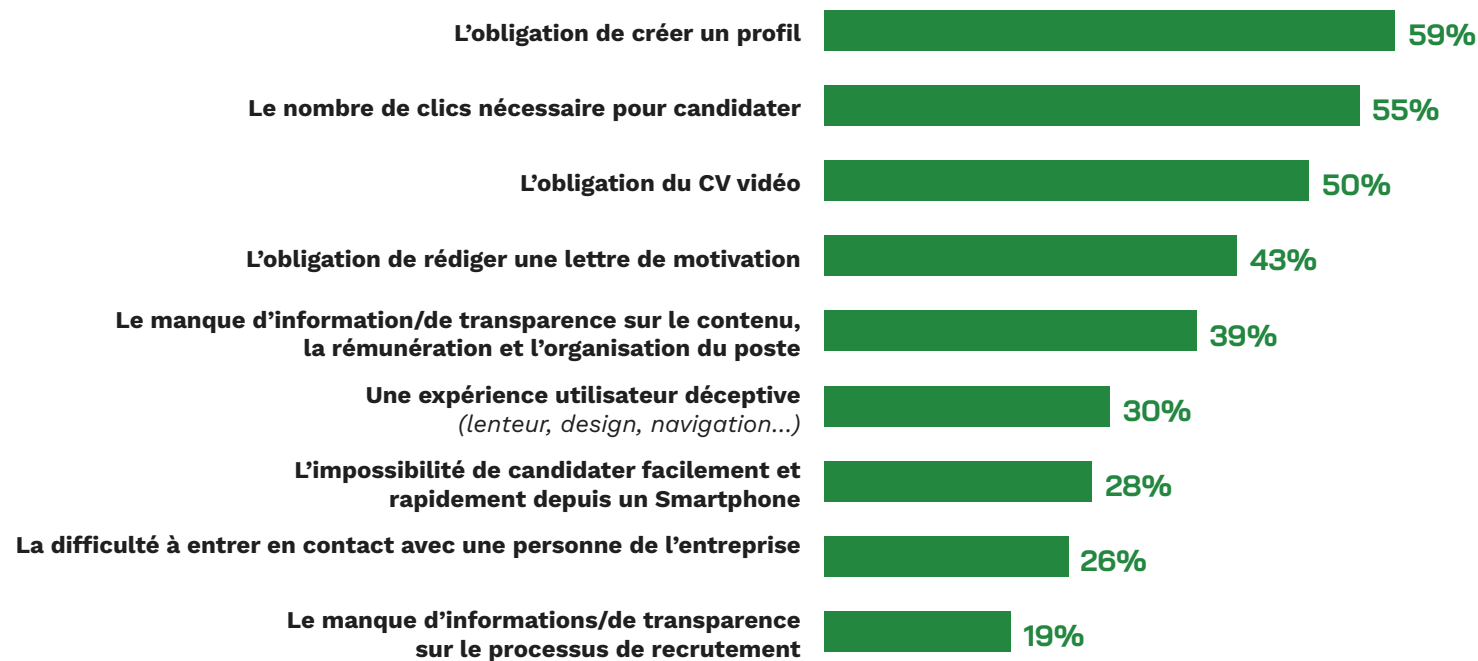 L’obligation de créer un profil
59%
Le nombre de clics nécessaire pour candidater
55%
L’obligation du CV vidéo
50%
L’obligation de rédiger une lettre de motivation
43%
Le manque d’information/de transparence sur le contenu,
la rémunération et l’organisation du poste
39%
Une expérience utilisateur déceptive
(lenteur, design, navigation...)
30%
L’impossibilité de candidater facilement et
rapidement depuis un Smartphone
28%
La difficulté à entrer en contact avec une personne de l’entreprise
26%
Le manque d’informations/de transparence
sur le processus de recrutement
19%